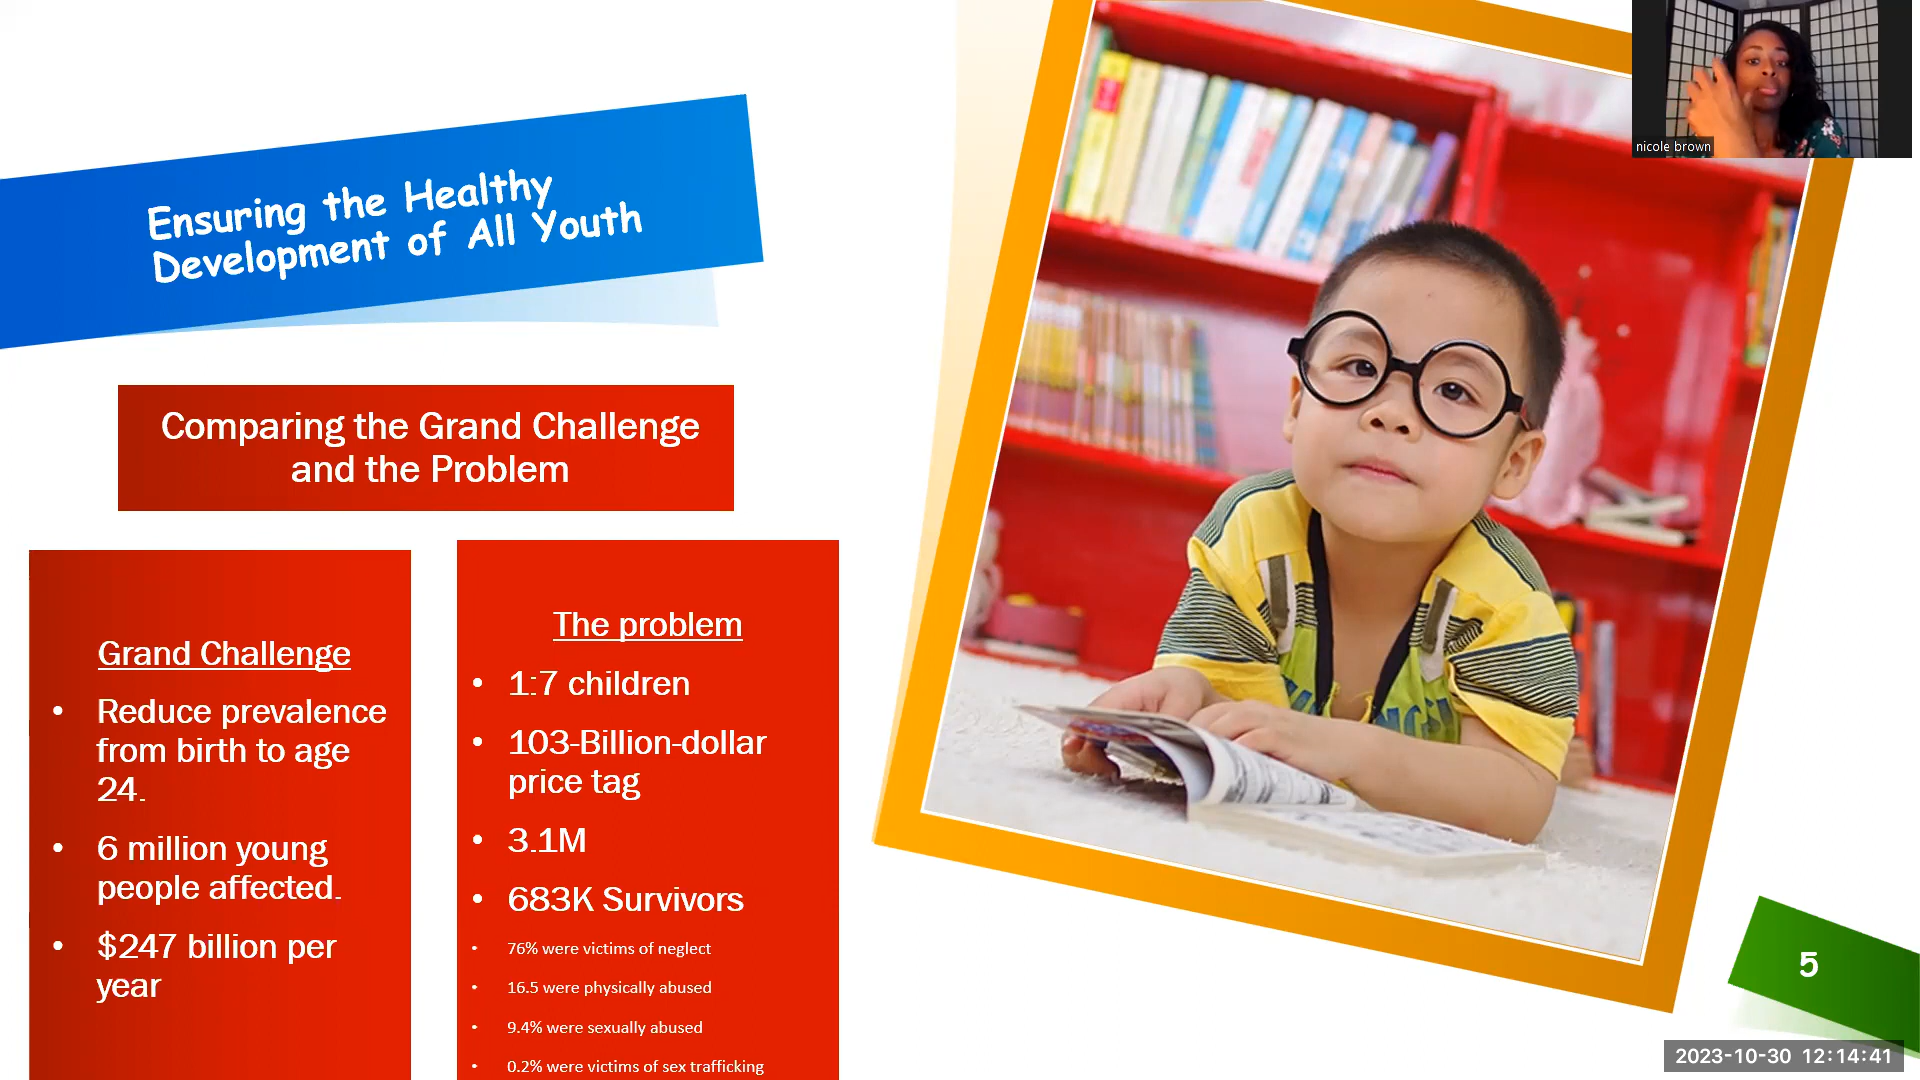 Ensuring the Healthy
Development of All Youth
nicole brown
Comparing the Grand Challenge
and the Problem
Grand Challenge
• Reduce prevalence
from birth to age
24.
• 6 million young
people affected.
• $247 billion per
year
The problem
• 1:7 children
• 103-Billion-dollar
price tag
• 3.1M
• 683K Survivors
• 76% were victims of neglect
• 16.5 were physically abused
• 9.4% were sexually abused
• 0.2% were victims of sex trafficking
5
2023-10-30 12:14:41